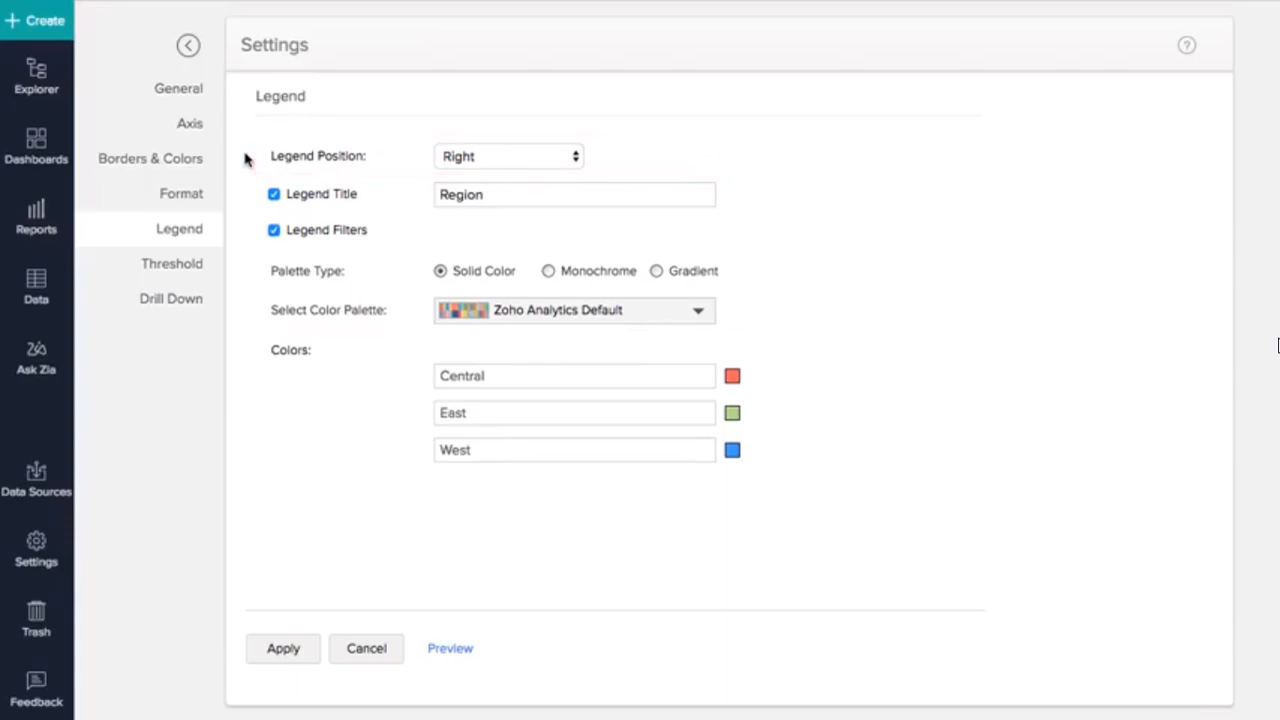 + Create
Explorer
Dashboards
Reports
Data
Ask Zia
Data Sources
Settings
Trash
Feedback
General
Axis
Borders & Colors
Format
Legend
Threshold
Drill Down
Settings
?
Legend
Legend Position: Right
Legend Title Region
Legend Filters
Palette Type: Solid Color Monochrome Gradient
Select Color Palette: Zoho Analytics Default
Colors:
Central
East
West
Apply Cancel Preview